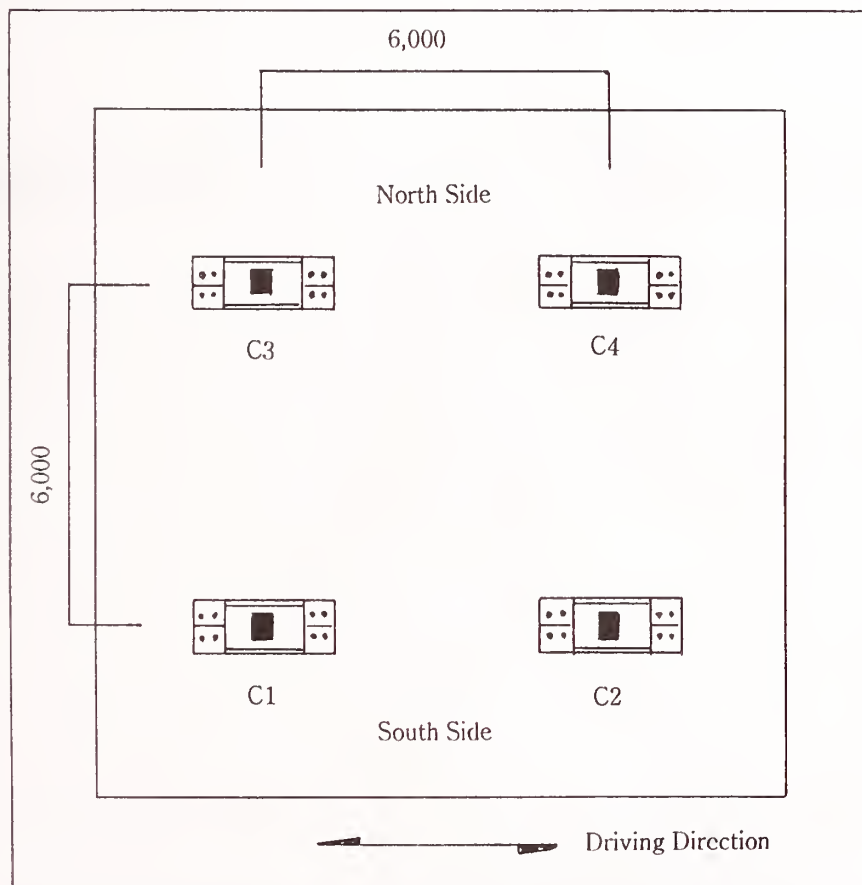 6,000
North Side
C3
C4
6,000
C1
C2
South Side
Driving Direction